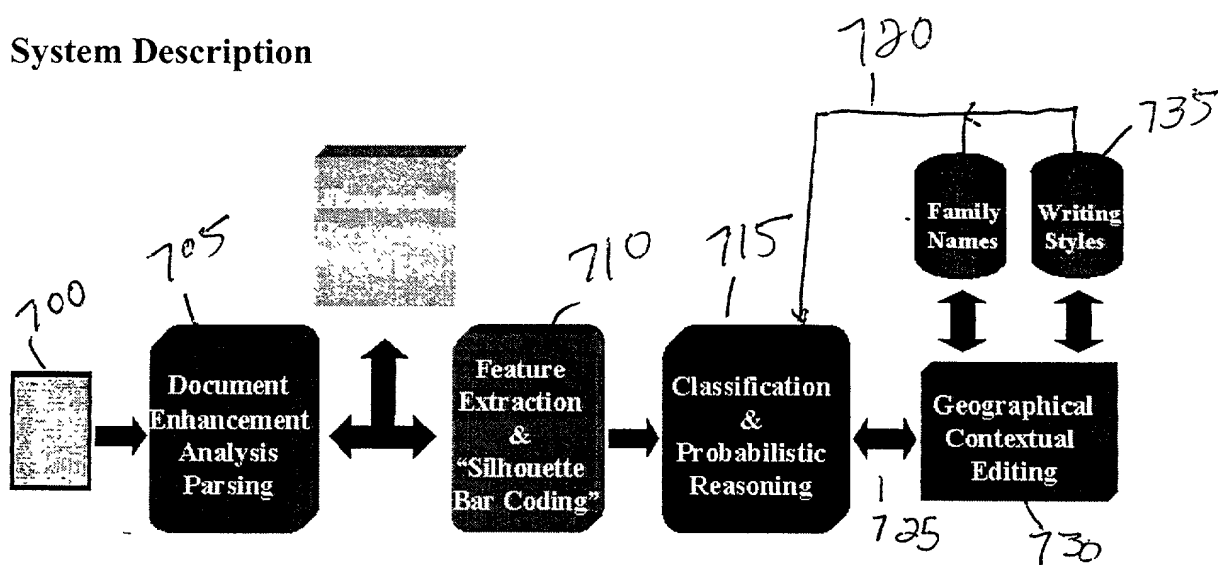 System Description
720
735
Family
Names
Writing
Styles
700
705
710
715
Document
Enhancement
Analysis
Parsing
Feature
Extraction
&
“Silhouette
Bar Coding”
Classification
&
Probabilistic
Reasoning
Geographical
Contextual
Editing
725
730